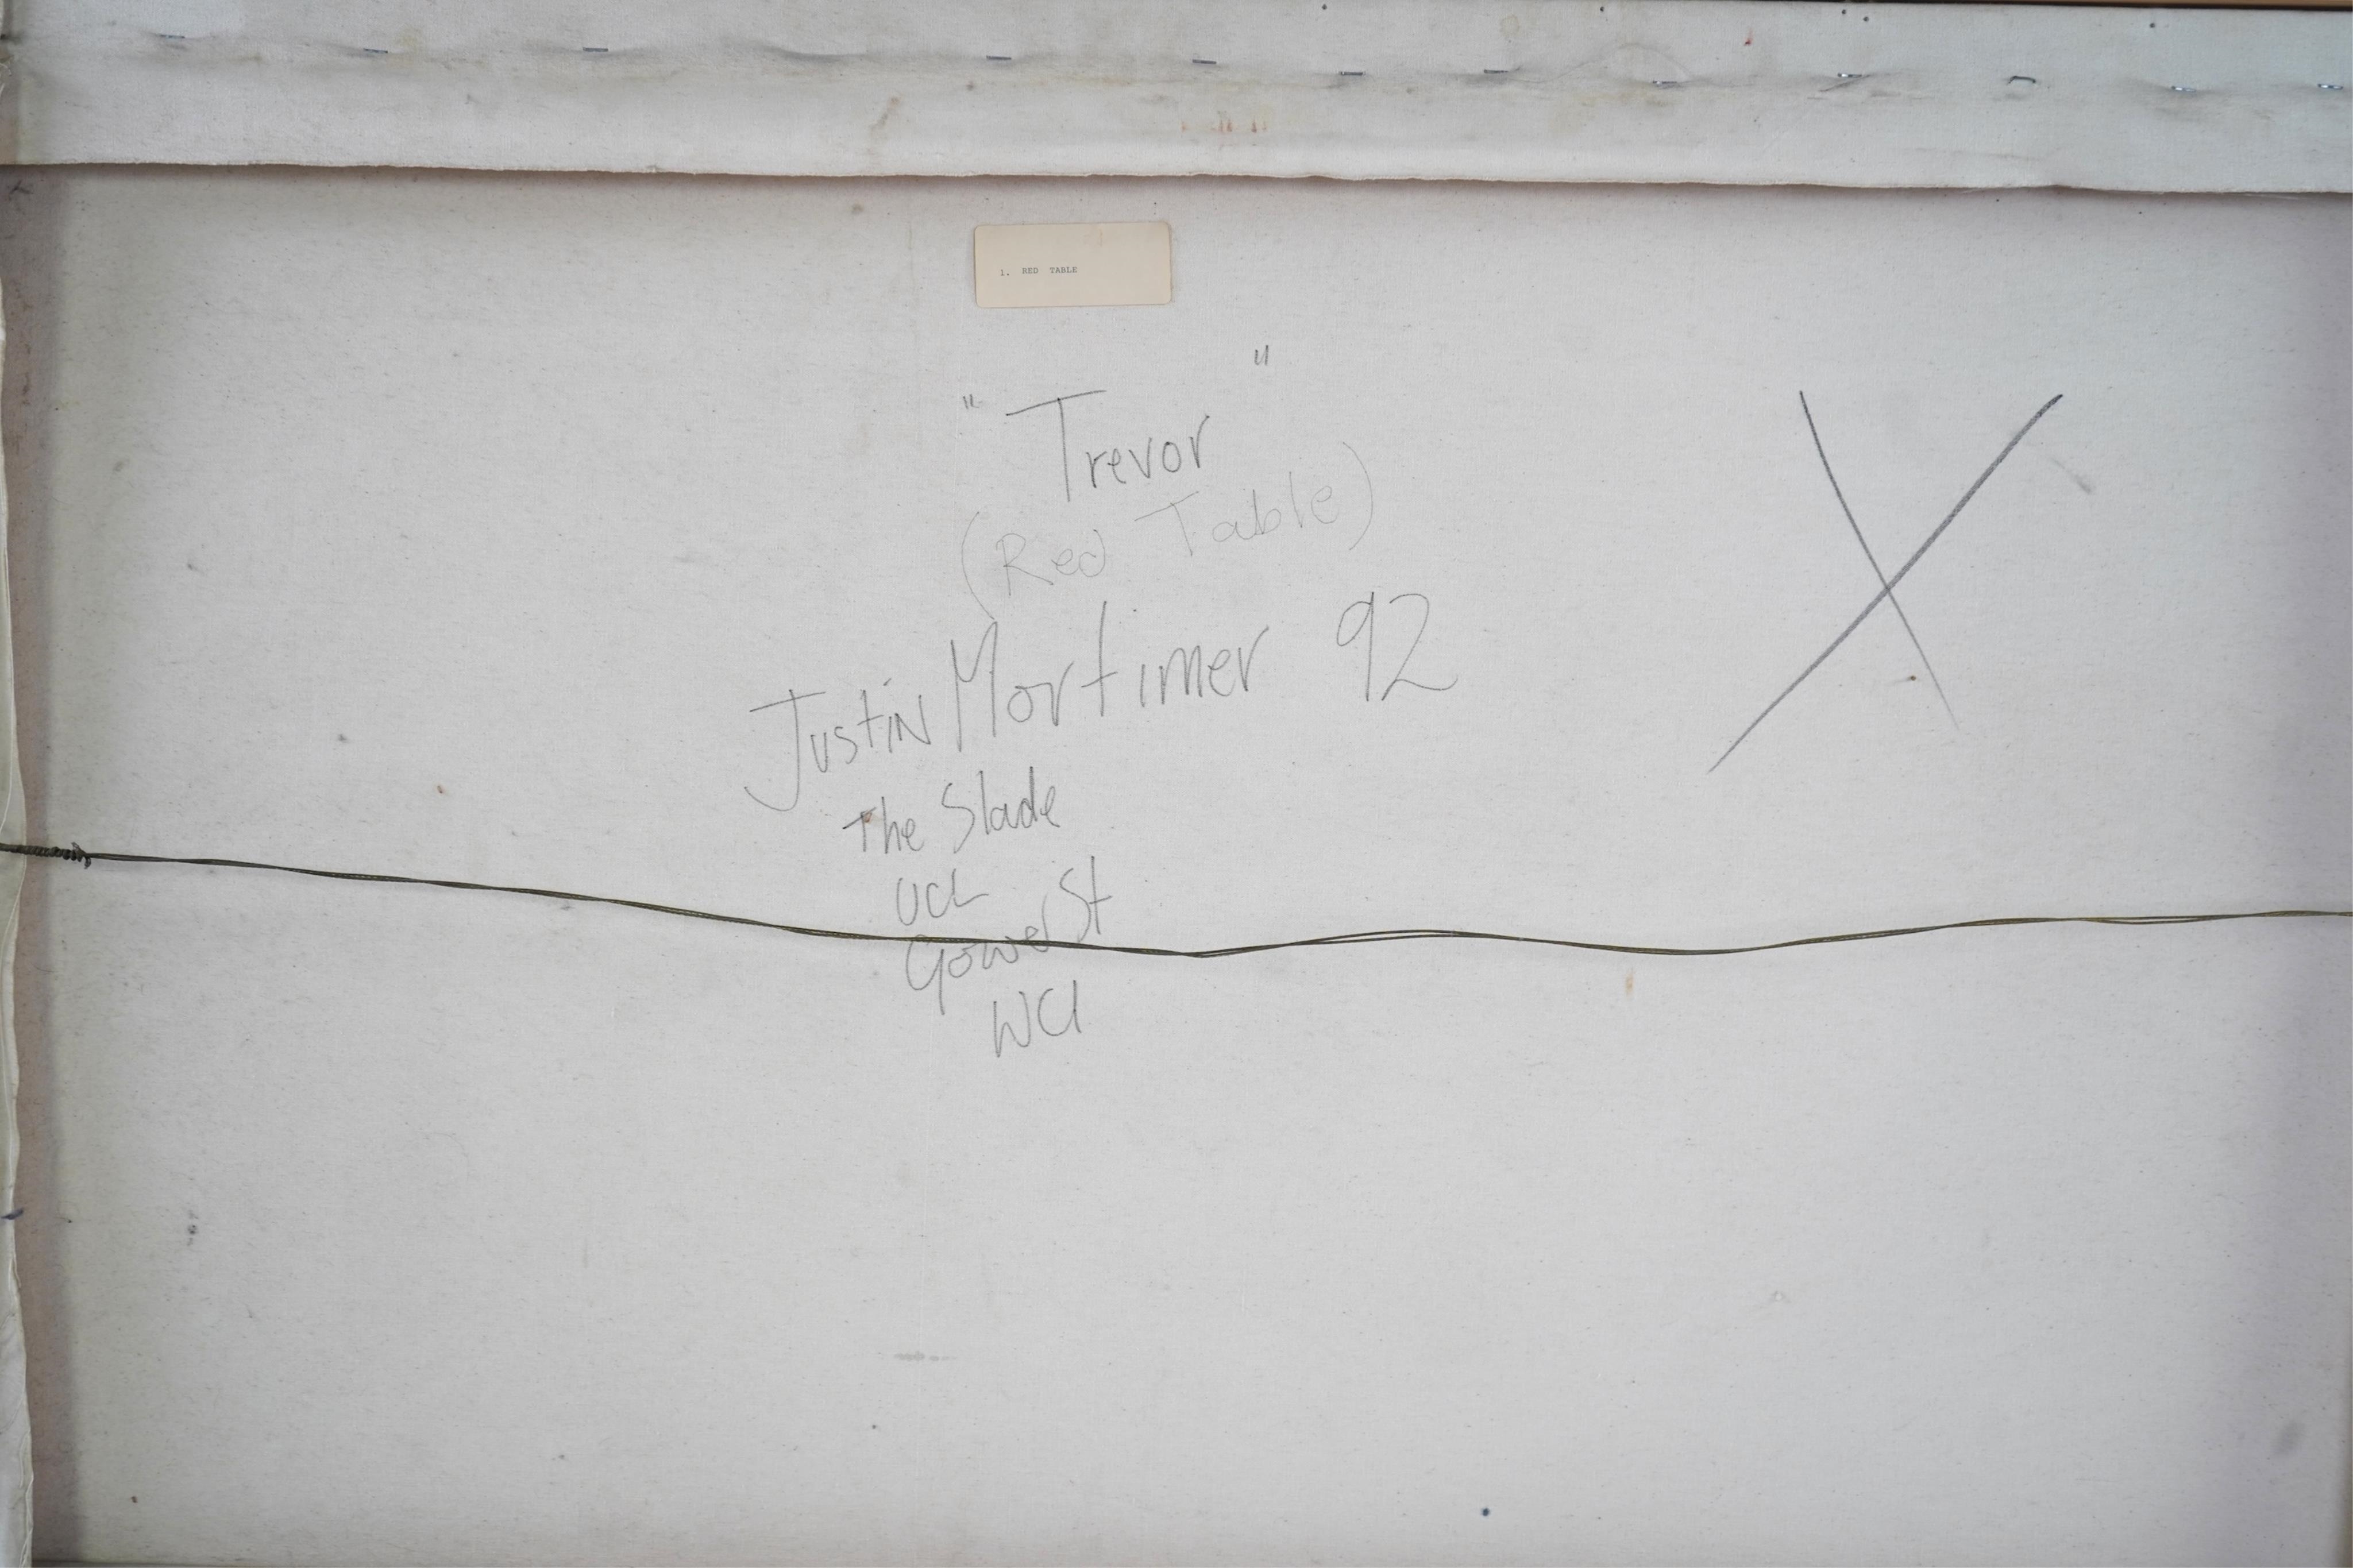 1. RED TABLE
"Trevor"
(Red Table)
Justin Mortimer 92
The Slade
UCL
Gower St
WC1
X